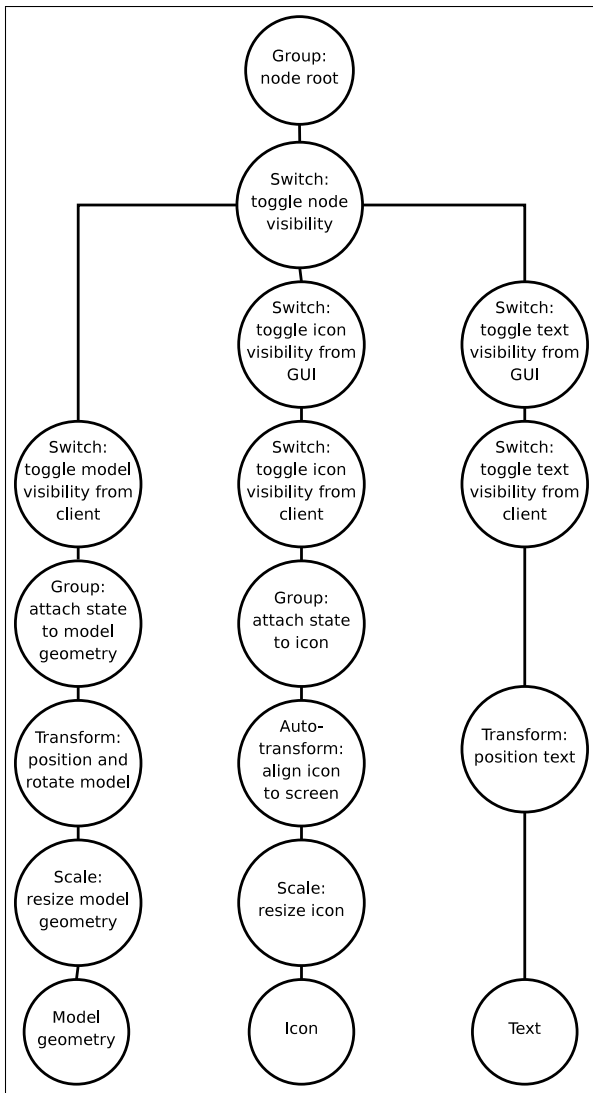 Group:
node root
Switch:
toggle node
visibility
Switch:
toggle icon
visibility from
GUI
Switch:
toggle text
visibility from
GUI
Switch:
toggle model
visibility from
client
Switch:
toggle icon
visibility from
client
Switch:
toggle text
visibility from
client
Group:
attach state
to model
geometry
Group:
attach state
to icon
Transform:
position and
rotate model
Auto-
transform:
align icon
to screen
Transform:
position text
Scale:
resize model
geometry
Scale:
resize icon
Model
geometry
Icon
Text